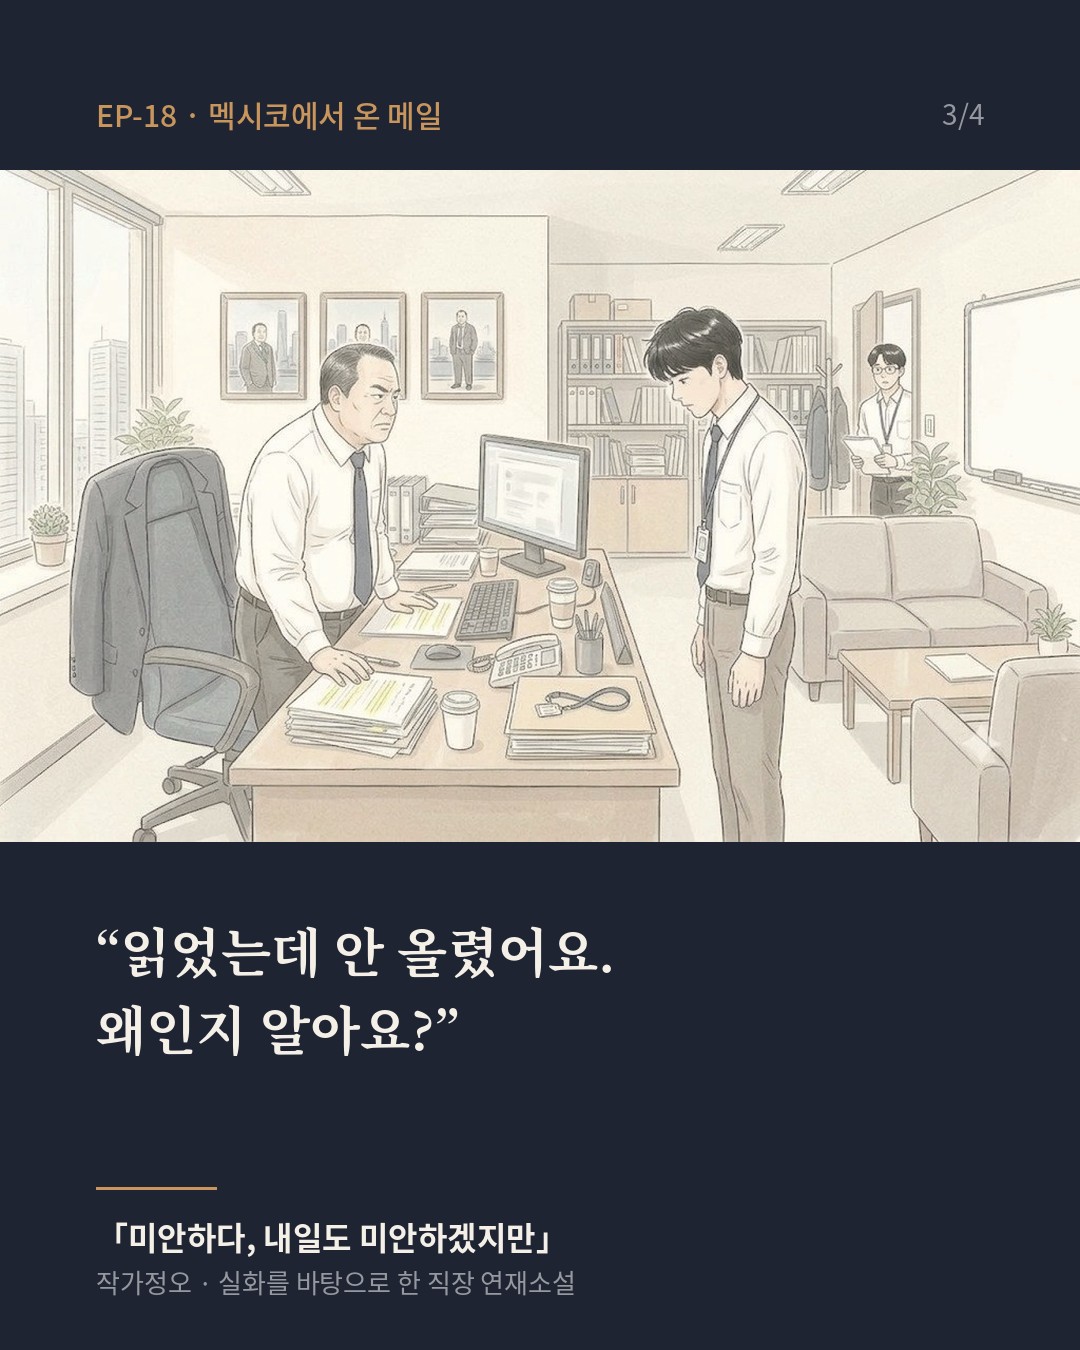 EP-18 · 멕시코에서 온 메일
3/4
“읽었는데 안 올렸어요.
왜인지 알아요?”
「미안하다, 내일도 미안하겠지만」
작가정오 · 실화를 바탕으로 한 직장 연재소설